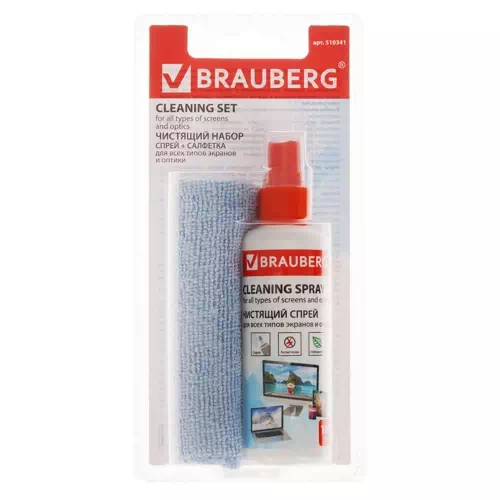 арт. 510341
BRAUBERG®
CLEANING SET
for all types of screens
and optics
ЧИСТЯЩИЙ НАБОР
СПРЕЙ + САЛФЕТКА
для всех типов экранов
и оптики
BRAUBERG
CLEANING SPRAY
for all types of screens and
ЧИСТЯЩИЙ СПРЕЙ
для всех типов экранов и